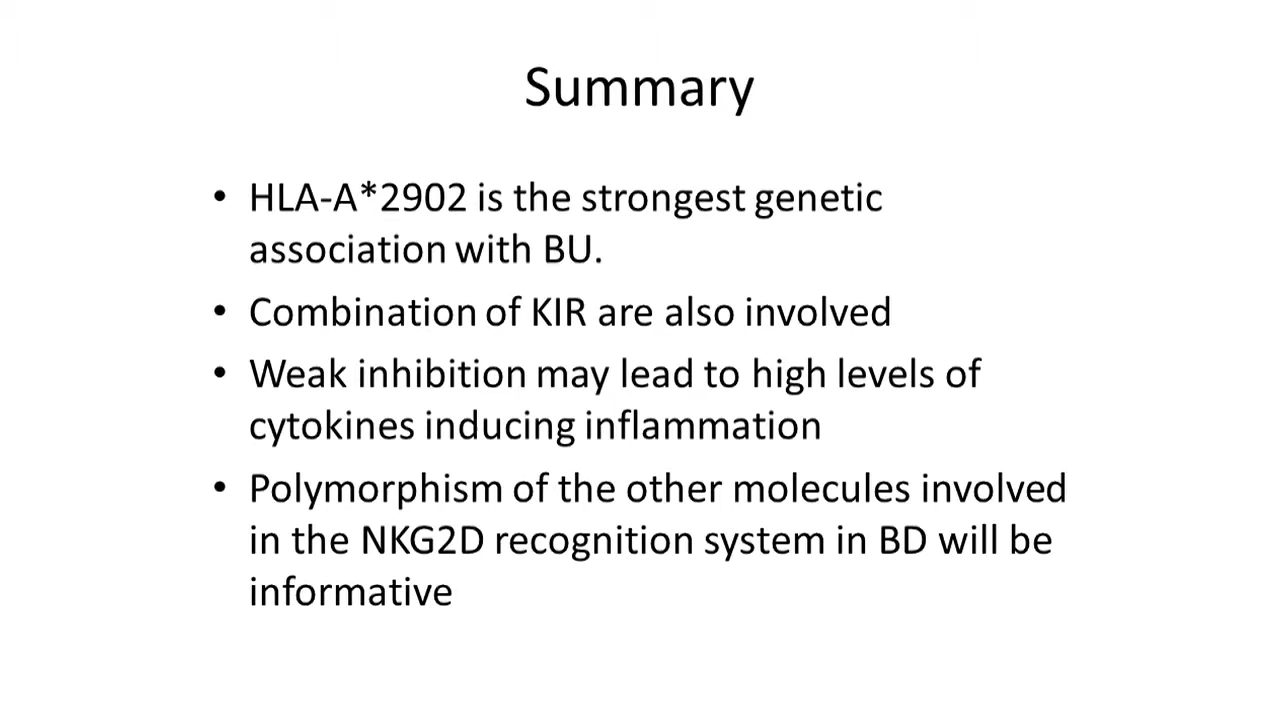 Summary
• HLA-A*2902 is the strongest genetic
association with BU.
• Combination of KIR are also involved
• Weak inhibition may lead to high levels of
cytokines inducing inflammation
• Polymorphism of the other molecules involved
in the NKG2D recognition system in BD will be
informative